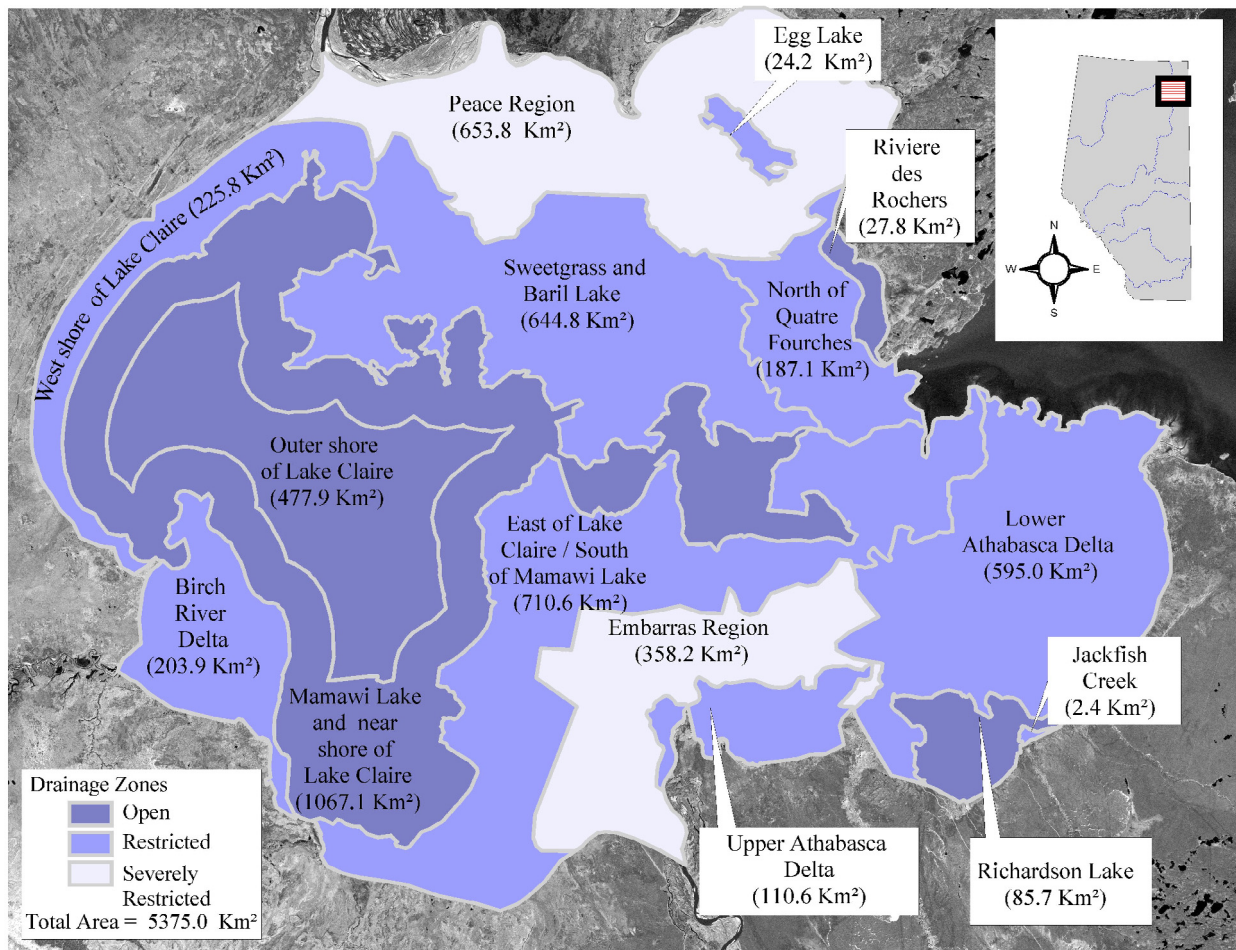 Egg Lake
(24.2 Km²)
Peace Region
(653.8 Km²)
Riviere
des
Rochers
(27.8 Km²)
N
W
E
S
West shore of Lake Claire (225.8 Km²)
Sweetgrass and
Baril Lake
(644.8 Km²)
North of
Quatre
Fourches
(187.1 Km²)
Outer shore
of Lake Claire
(477.9 Km²)
East of Lake
Claire / South
of Mamawi Lake
(710.6 Km²)
Lower
Athabasca Delta
(595.0 Km²)
Birch
River
Delta
(203.9 Km²)
Embarras Region
(358.2 Km²)
Jackfish
Creek
(2.4 Km²)
Mamawi Lake
and near
shore of
Lake Claire
(1067.1 Km²)
Drainage Zones
Open
Restricted
Severely
Restricted
Total Area = 5375.0 Km²
Upper Athabasca
Delta
(110.6 Km²)
Richardson Lake
(85.7 Km²)